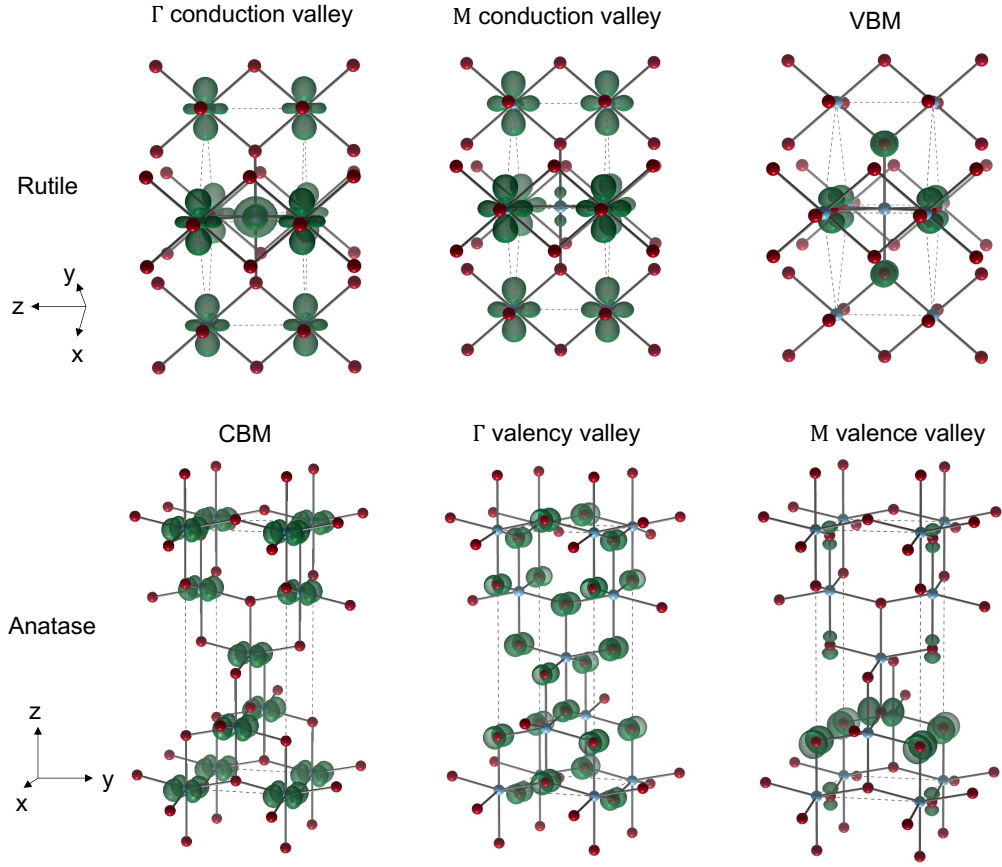 Γ conduction valley
M conduction valley
VBM
Rutile
y
z
x
CBM
Γ valency valley
M valence valley
Anatase
z
y
x